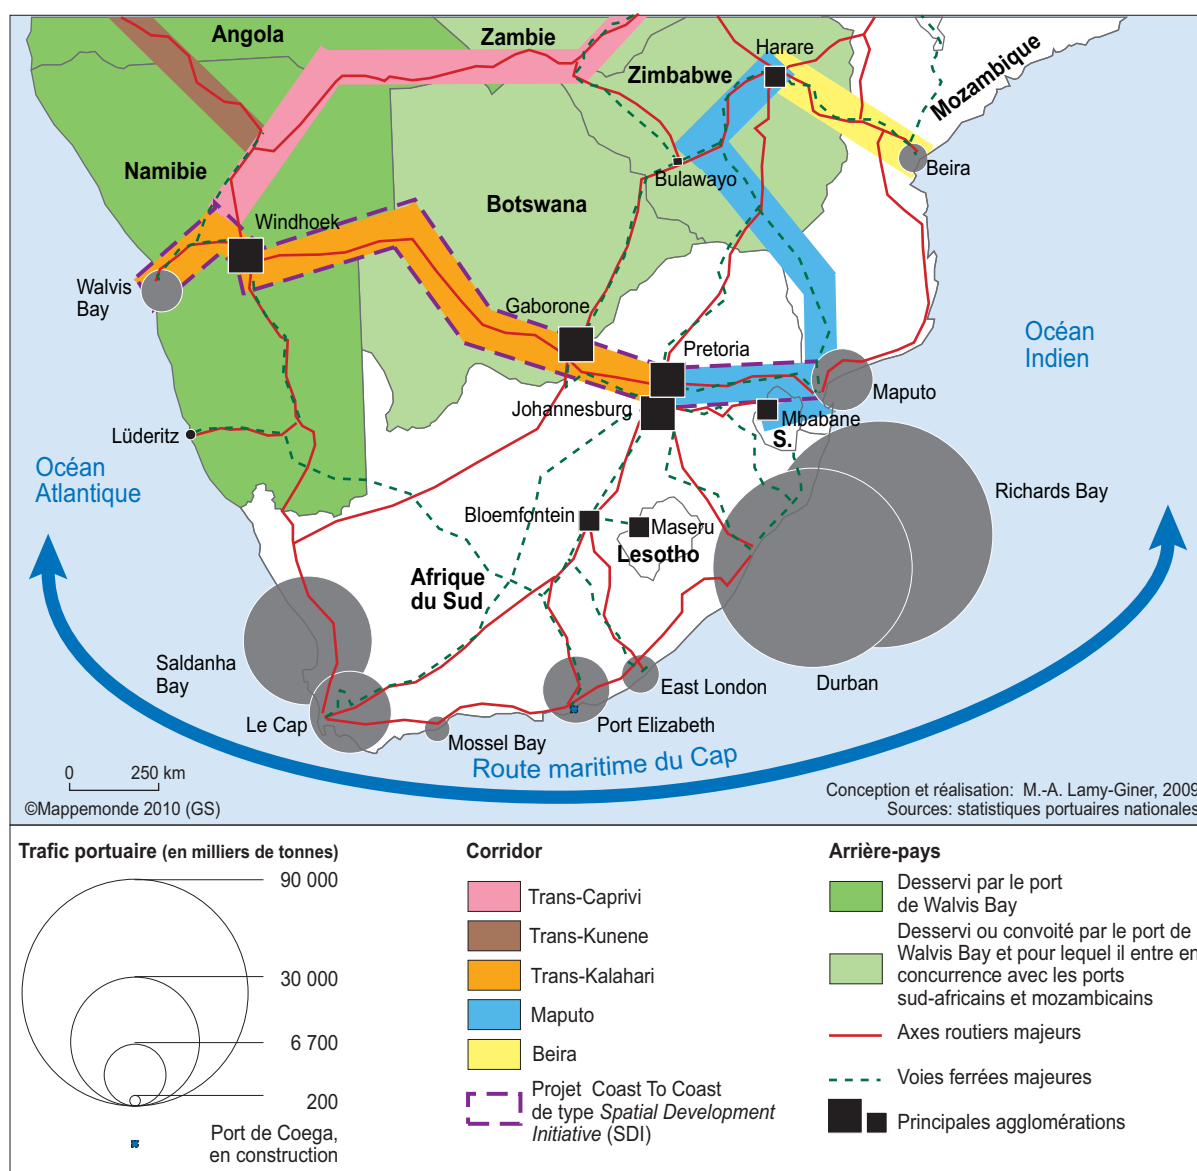 Angola
Zambie
Harare
Zimbabwe
Mozambique
Namibie
Bulawayo
Beira
Botswana
Windhoek
Walvis
Bay
Gaborone
Océan
Indien
Pretoria
Maputo
Johannesburg
Mbabane
S.
Lüderitz
Océan
Atlantique
Richards Bay
Bloemfontein
Maseru
Lesotho
Afrique
du Sud
Saldanha
Bay
East London
Durban
Le Cap
Port Elizabeth
Mossel Bay
Route maritime du Cap
0 250 km
©Mappemonde 2010 (GS)
Conception et réalisation: M.-A. Lamy-Giner, 2009
Sources: statistiques portuaires nationales
Trafic portuaire (en milliers de tonnes)
90 000
30 000
6 700
200
Port de Coega,
en construction
Corridor
Trans-Caprivi
Trans-Kunene
Trans-Kalahari
Maputo
Beira
Projet Coast To Coast
de type Spatial Development
Initiative (SDI)
Arrière-pays
Desservi par le port
de Walvis Bay
Desservi ou convoité par le port de
Walvis Bay et pour lequel il entre en
concurrence avec les ports
sud-africains et mozambicains
Axes routiers majeurs
Voies ferrées majeures
Principales agglomérations